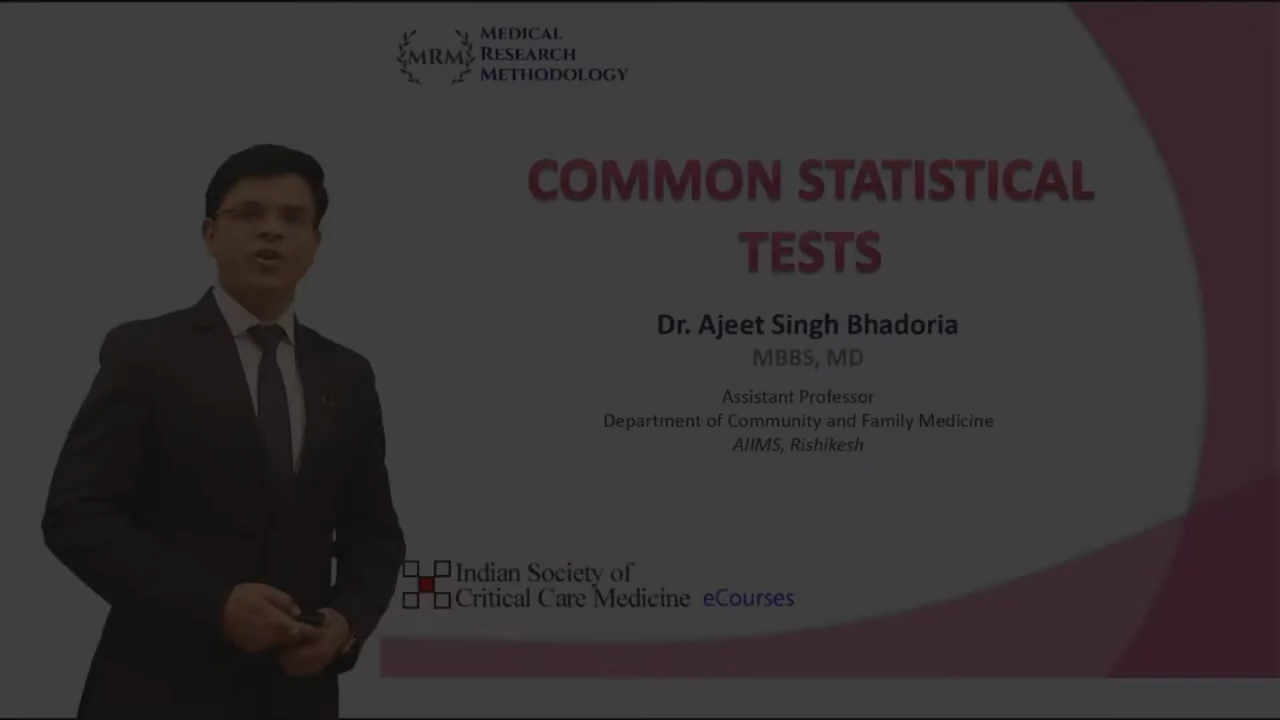 MRM
MEDICAL
RESEARCH
METHODOLOGY
COMMON STATISTICAL
TESTS
Dr. Ajeet Singh Bhadoria
MBBS, MD
Assistant Professor
Department of Community and Family Medicine
AIIMS, Rishikesh
Indian Society of
Critical Care Medicine eCourses